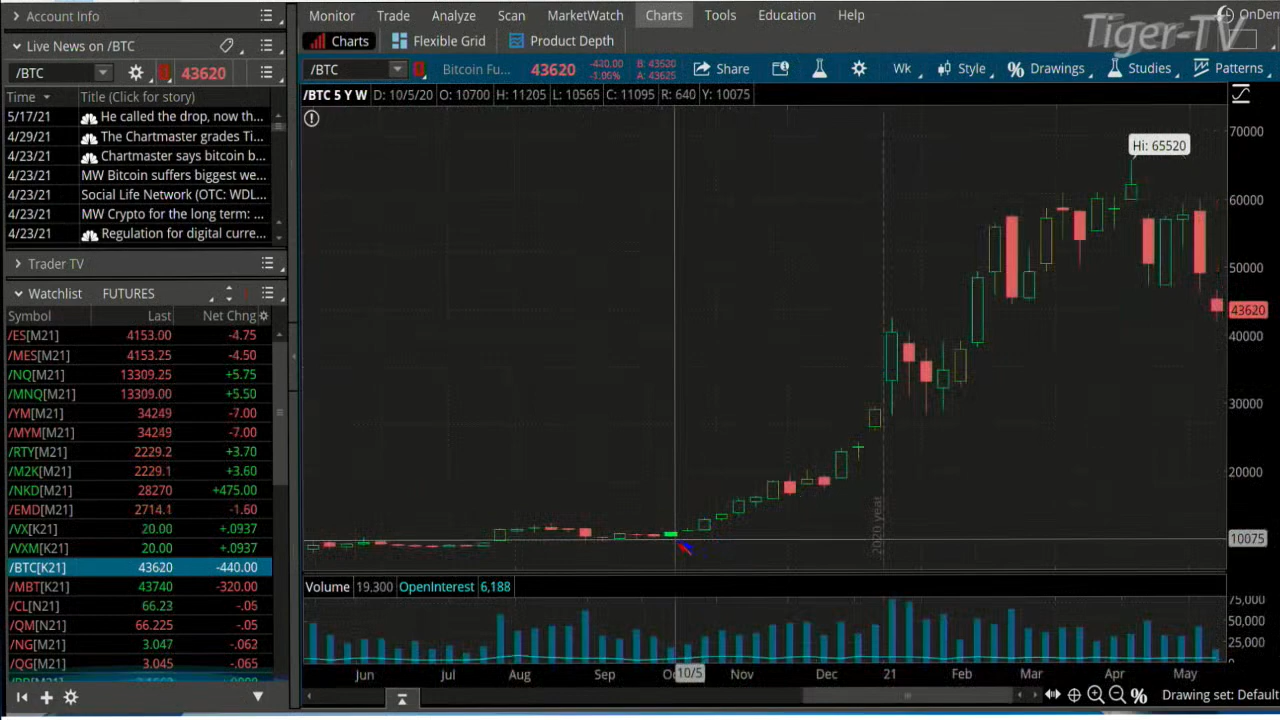 Account Info
Monitor Trade Analyze Scan MarketWatch Charts Tools Education Help
OnDem
Tiger-TV
Live News on /BTC
Charts Flexible Grid Product Depth
/BTC 43620
/BTC Bitcoin Fu... 43620 -440.00 -1.00% B: 43530 A: 43625 Share Wk Style % Drawings Studies Patterns
Time Title (Click for story)
/BTC 5 Y W D: 10/5/20 O: 10700 H: 11205 L: 10565 C: 11095 R: 640 Y: 10075
5/17/21 He called the drop, now th...
4/29/21 The Chartmaster grades Ti...
4/23/21 Chartmaster says bitcoin b...
4/23/21 MW Bitcoin suffers biggest we...
4/23/21 Social Life Network (OTC: WDL...
4/23/21 MW Crypto for the long term: ...
4/23/21 Regulation for digital curre...
Trader TV
Watchlist FUTURES
Symbol Last Net Chng
/ES[M21] 4153.00 -4.75
/MES[M21] 4153.25 -4.50
/NQ[M21] 13309.25 +5.75
/MNQ[M21] 13309.00 +5.50
/YM[M21] 34249 -7.00
/MYM[M21] 34249 -7.00
/RTY[M21] 2229.2 +3.70
/M2K[M21] 2229.1 +3.60
/NKD[M21] 28270 +475.00
/EMD[M21] 2714.1 -1.60
/VX[K21] 20.00 +.0937
/VXM[K21] 20.00 +.0937
/BTC[K21] 43620 -440.00
/MBT[K21] 43740 -320.00
/CL[N21] 66.23 -.05
/QM[N21] 66.225 -.05
/NG[N21] 3.047 -.062
/QG[N21] 3.045 -.065
Hi: 65520
70000
60000
50000
43620
40000
30000
20000
10075
2020 year
Volume 19.300 OpenInterest 6,188
75,000
50,000
25,000
Jun Jul Aug Sep 10/5 Nov Dec 21 Feb Mar Apr May
% Drawing set: Default